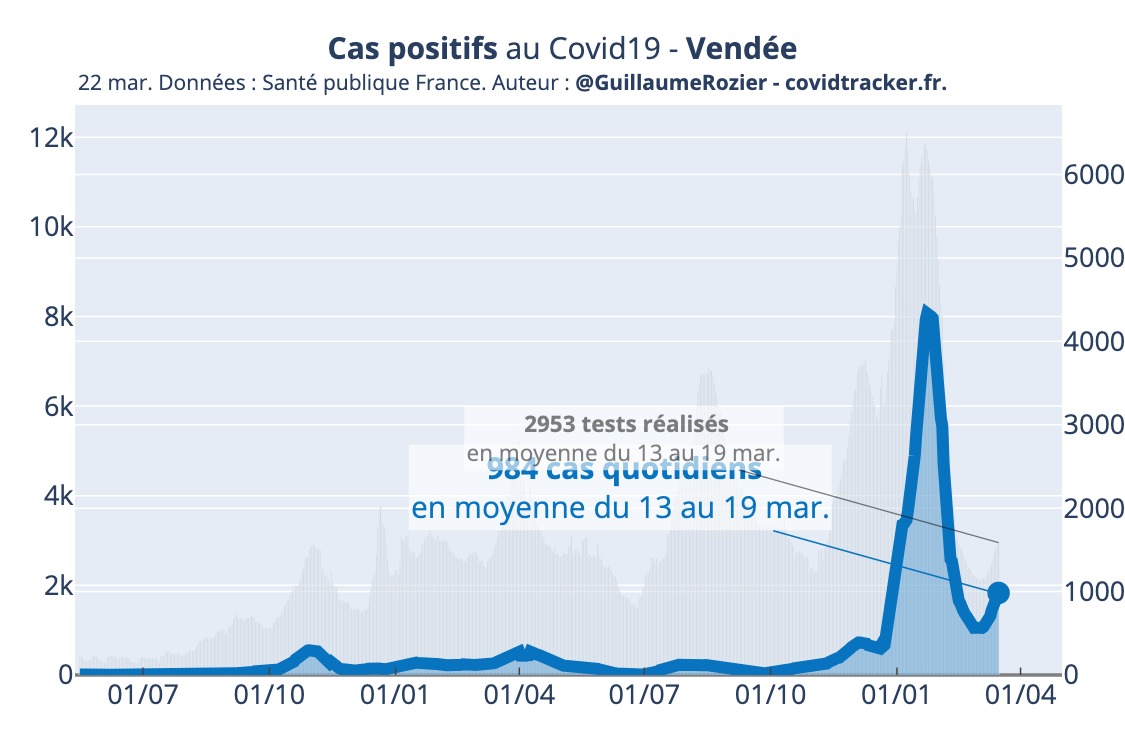 Cas positifs au Covid19 - Vendée
22 mar. Données : Santé publique France. Auteur : @GuillaumeRozier - covidtracker.fr.
12k
10k
8k
6k
4k
2k
0
6000
5000
4000
3000
2000
1000
0
2953 tests réalisés
en moyenne du 13 au 19 mar.
984 cas quotidiens
en moyenne du 13 au 19 mar.
01/07 01/10 01/01 01/04 01/07 01/10 01/01 01/04